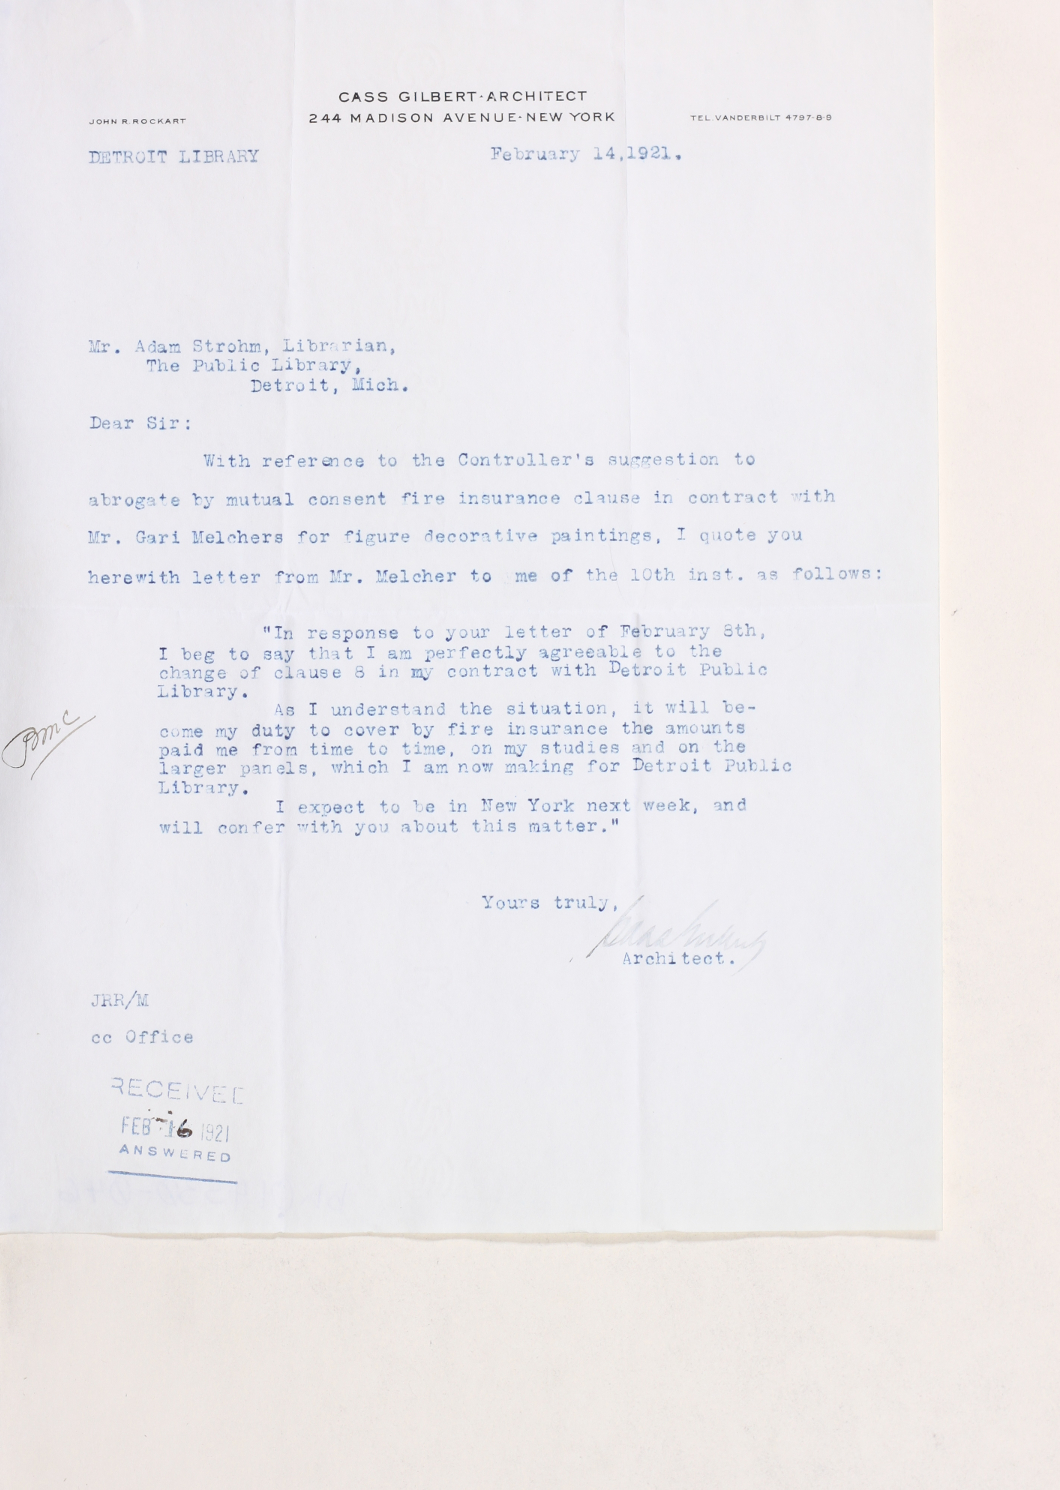 CASS GILBERT·ARCHITECT
244 MADISON AVENUE·NEW YORK
JOHN R. ROCKART
TEL. VANDERBILT 4797-8-9
DETROIT LIBRARY
February 14,1921.
Mr. Adam Strohm, Librarian,
The Public Library,
Detroit, Mich.
Dear Sir:
With reference to the Controller's suggestion to
abrogate by mutual consent fire insurance clause in contract with
Mr. Gari Melchers for figure decorative paintings, I quote you
herewith letter from Mr. Melcher to me of the 10th inst. as follows:
"In response to your letter of February 8th,
I beg to say that I am perfectly agreeable to the
change of clause 8 in my contract with Detroit Public
Library.
As I understand the situation, it will be-
come my duty to cover by fire insurance the amounts
paid me from time to time, on my studies and on the
larger panels, which I am now making for Detroit Public
Library.
I expect to be in New York next week, and
will confer with you about this matter."
BMC
Yours truly,
Cass Gilbert
Architect.
JRR/M
cc Office
RECEIVED
FEB 16 1921
ANSWERED